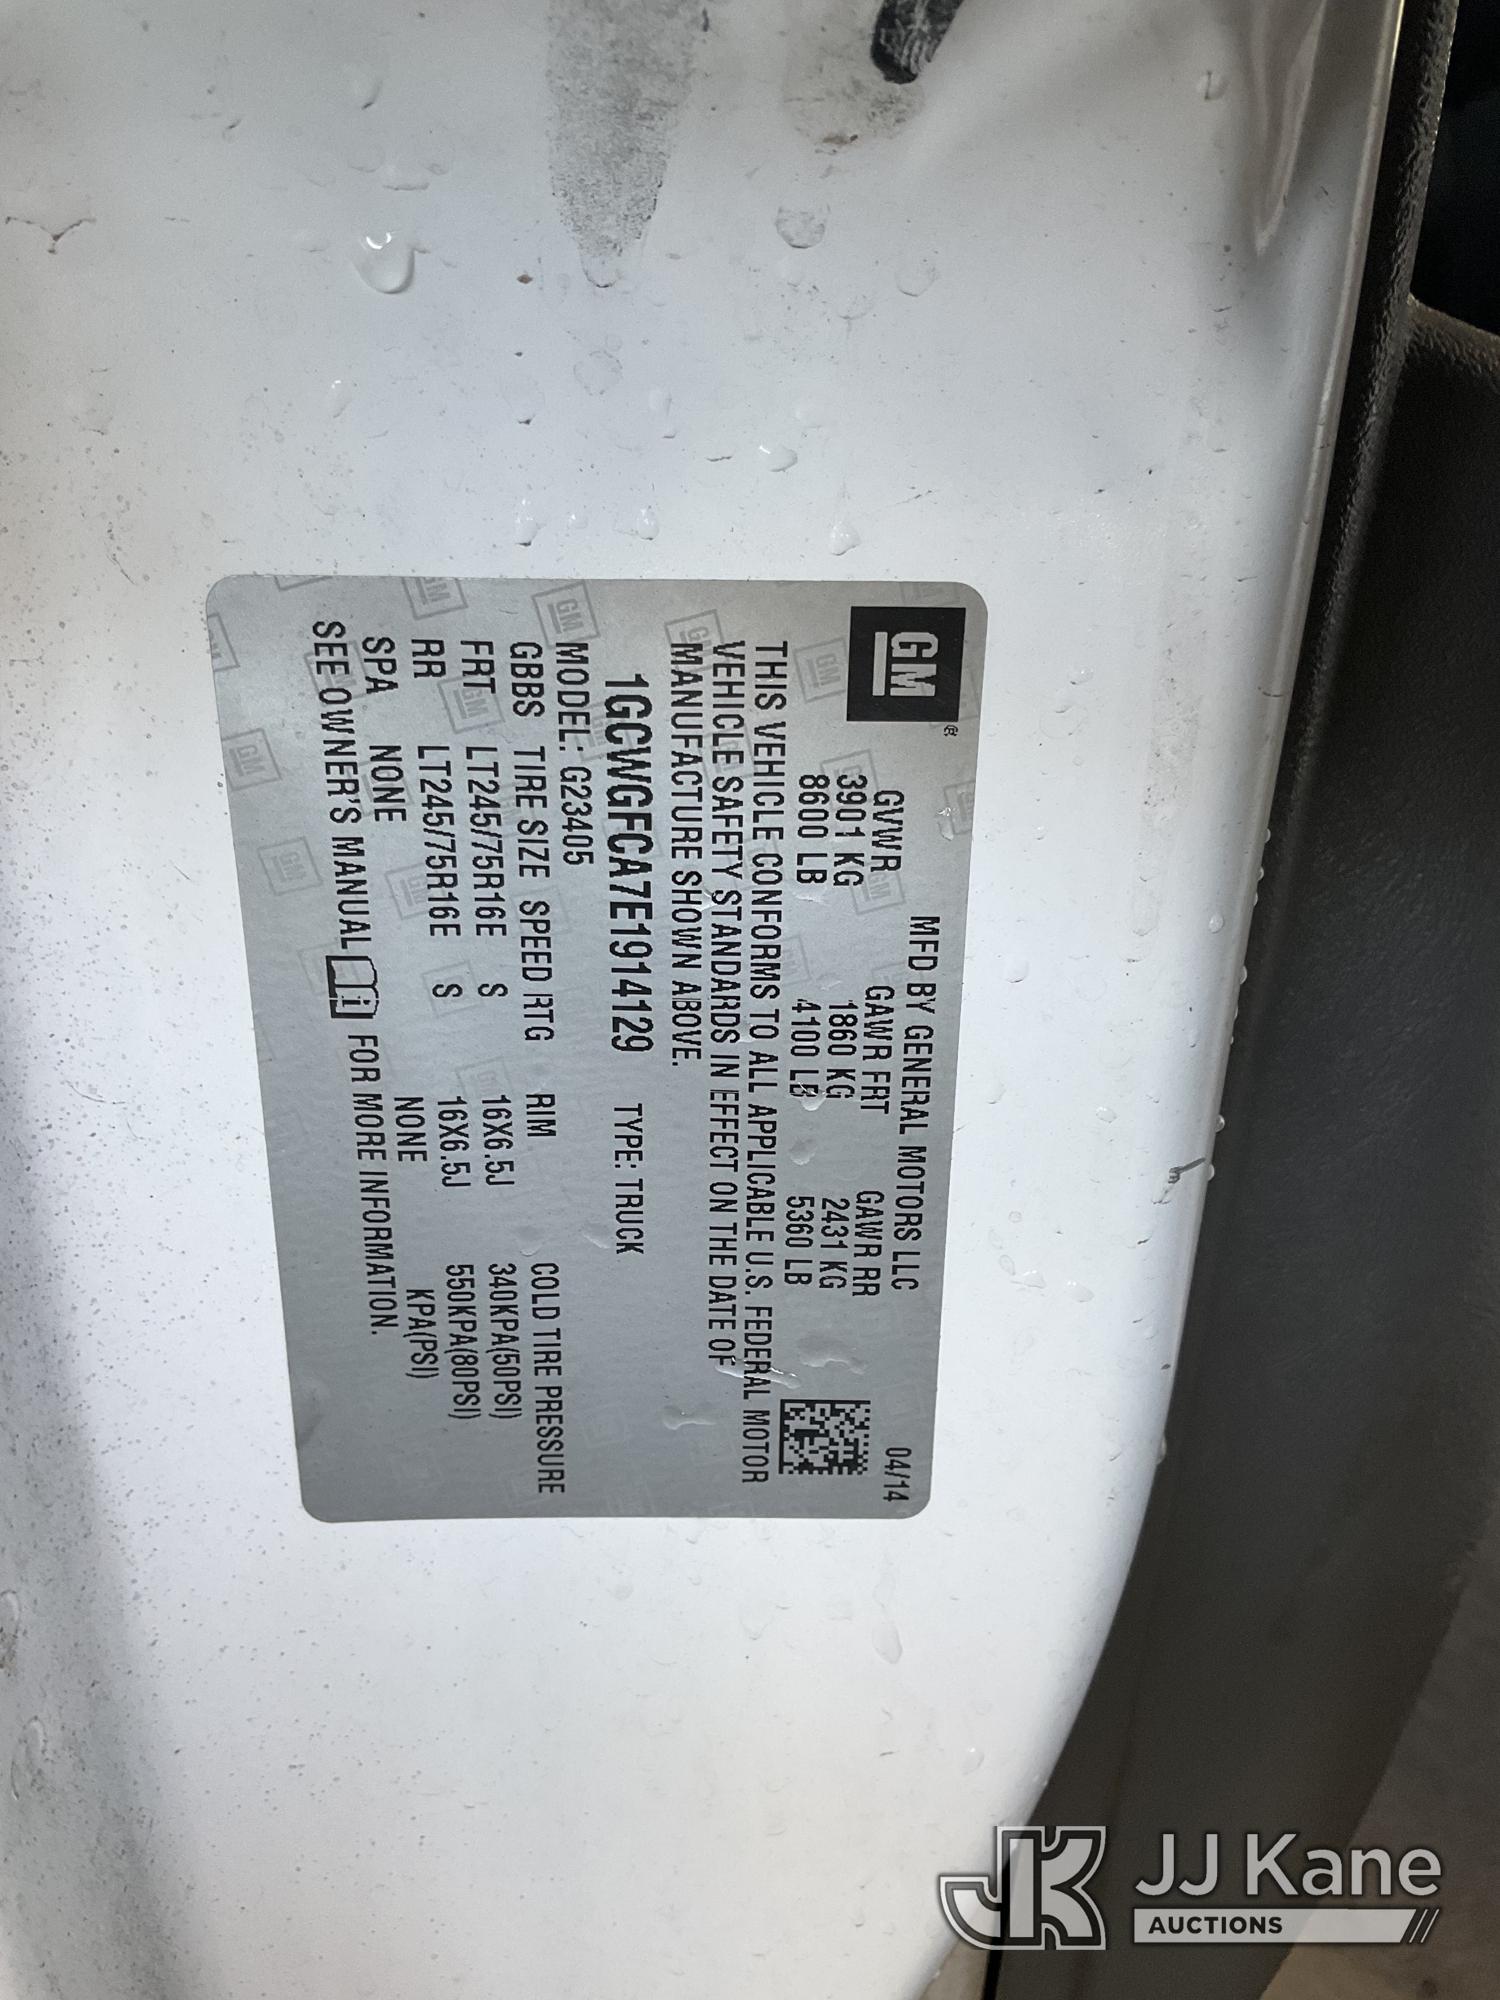 GM
®
MFD BY GENERAL MOTORS LLC 04/14
GVWR GAWR FRT GAWR RR
3901 KG 1860 KG 2431 KG
8600 LB 4100 LB 5360 LB
THIS VEHICLE CONFORMS TO ALL APPLICABLE U.S. FEDERAL MOTOR
VEHICLE SAFETY STANDARDS IN EFFECT ON THE DATE OF
MANUFACTURE SHOWN ABOVE.
1GCWGFCA7E1914129 TYPE: TRUCK
MODEL: G23405
GBBS TIRE SIZE SPEED RTG RIM COLD TIRE PRESSURE
FRT LT245/75R16E S 16X6.5J 340KPA(50PSI)
RR LT245/75R16E S 16X6.5J 550KPA(80PSI)
SPA NONE NONE KPA(PSI)
SEE OWNER'S MANUAL FOR MORE INFORMATION.
JK JJ Kane
AUCTIONS